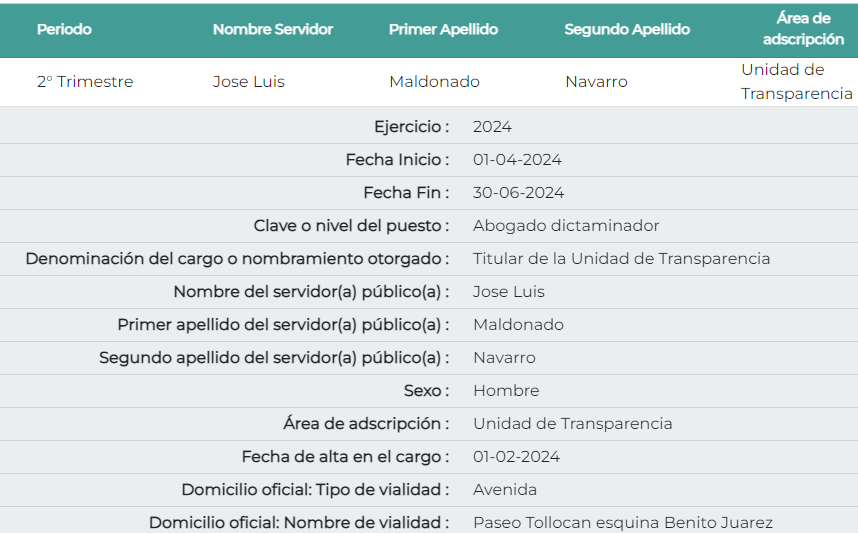 Periodo Nombre Servidor Primer Apellido Segundo Apellido Área de adscripción
2° Trimestre Jose Luis Maldonado Navarro Unidad de Transparencia
Ejercicio : 2024
Fecha Inicio : 01-04-2024
Fecha Fin : 30-06-2024
Clave o nivel del puesto : Abogado dictaminador
Denominación del cargo o nombramiento otorgado : Titular de la Unidad de Transparencia
Nombre del servidor(a) público(a) : Jose Luis
Primer apellido del servidor(a) público(a) : Maldonado
Segundo apellido del servidor(a) público(a) : Navarro
Sexo : Hombre
Área de adscripción : Unidad de Transparencia
Fecha de alta en el cargo : 01-02-2024
Domicilio oficial: Tipo de vialidad : Avenida
Domicilio oficial: Nombre de vialidad : Paseo Tollocan esquina Benito Juarez